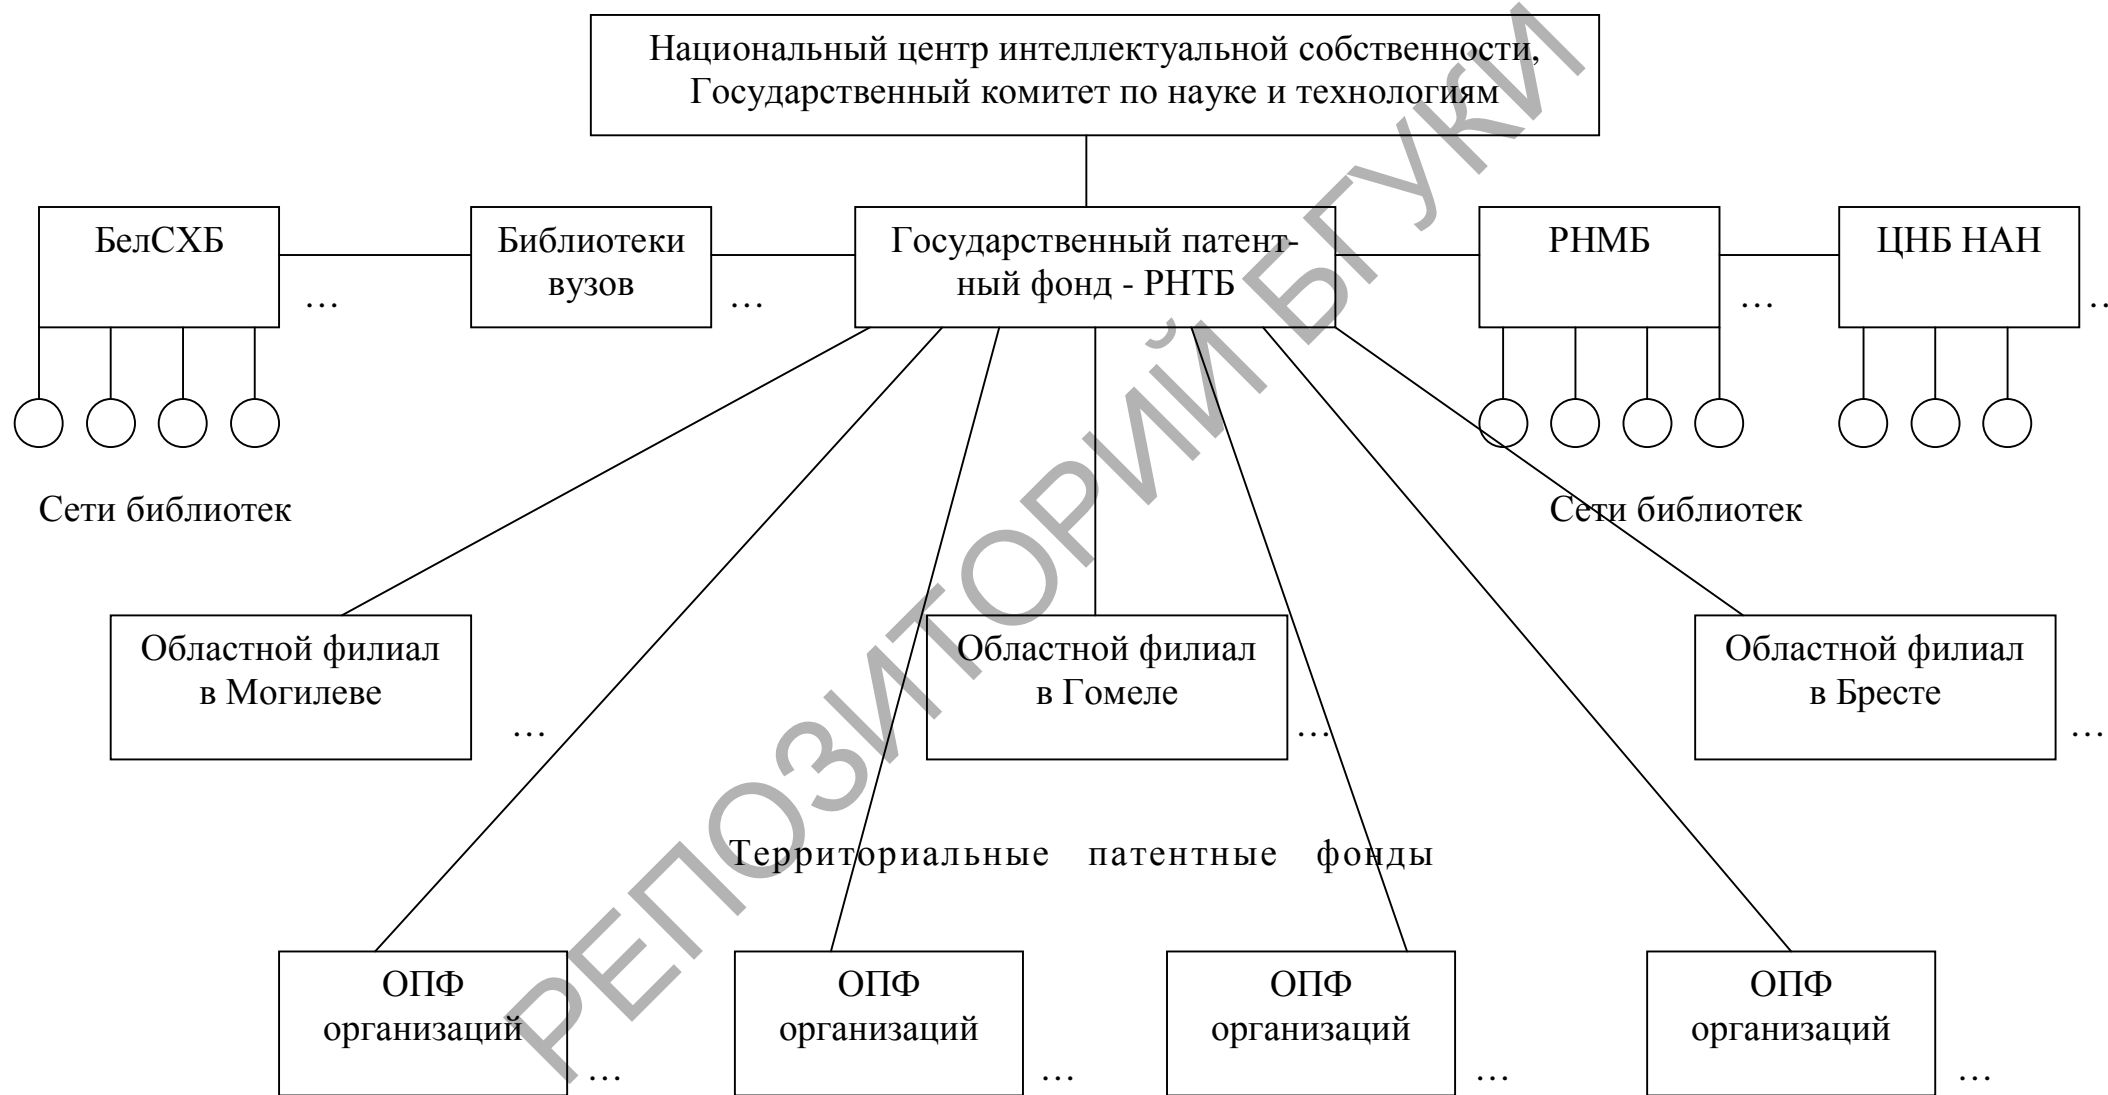 Национальный центр интеллектуальной собственности,
Государственный комитет по науке и технологиям
БелСХБ
…
Библиотеки
вузов
…
Государственный патент-
ный фонд - РНТБ
РНМБ
…
ЦНБ НАН
..
Сети библиотек
Сети библиотек
Областной филиал
в Могилеве
…
Областной филиал
в Гомеле
…
Областной филиал
в Бресте
…
Территориальные патентные фонды
ОПФ
организаций
…
ОПФ
организаций
…
ОПФ
организаций
…
ОПФ
организаций
…
РЕПОЗИТОРИЙ БГУКИ